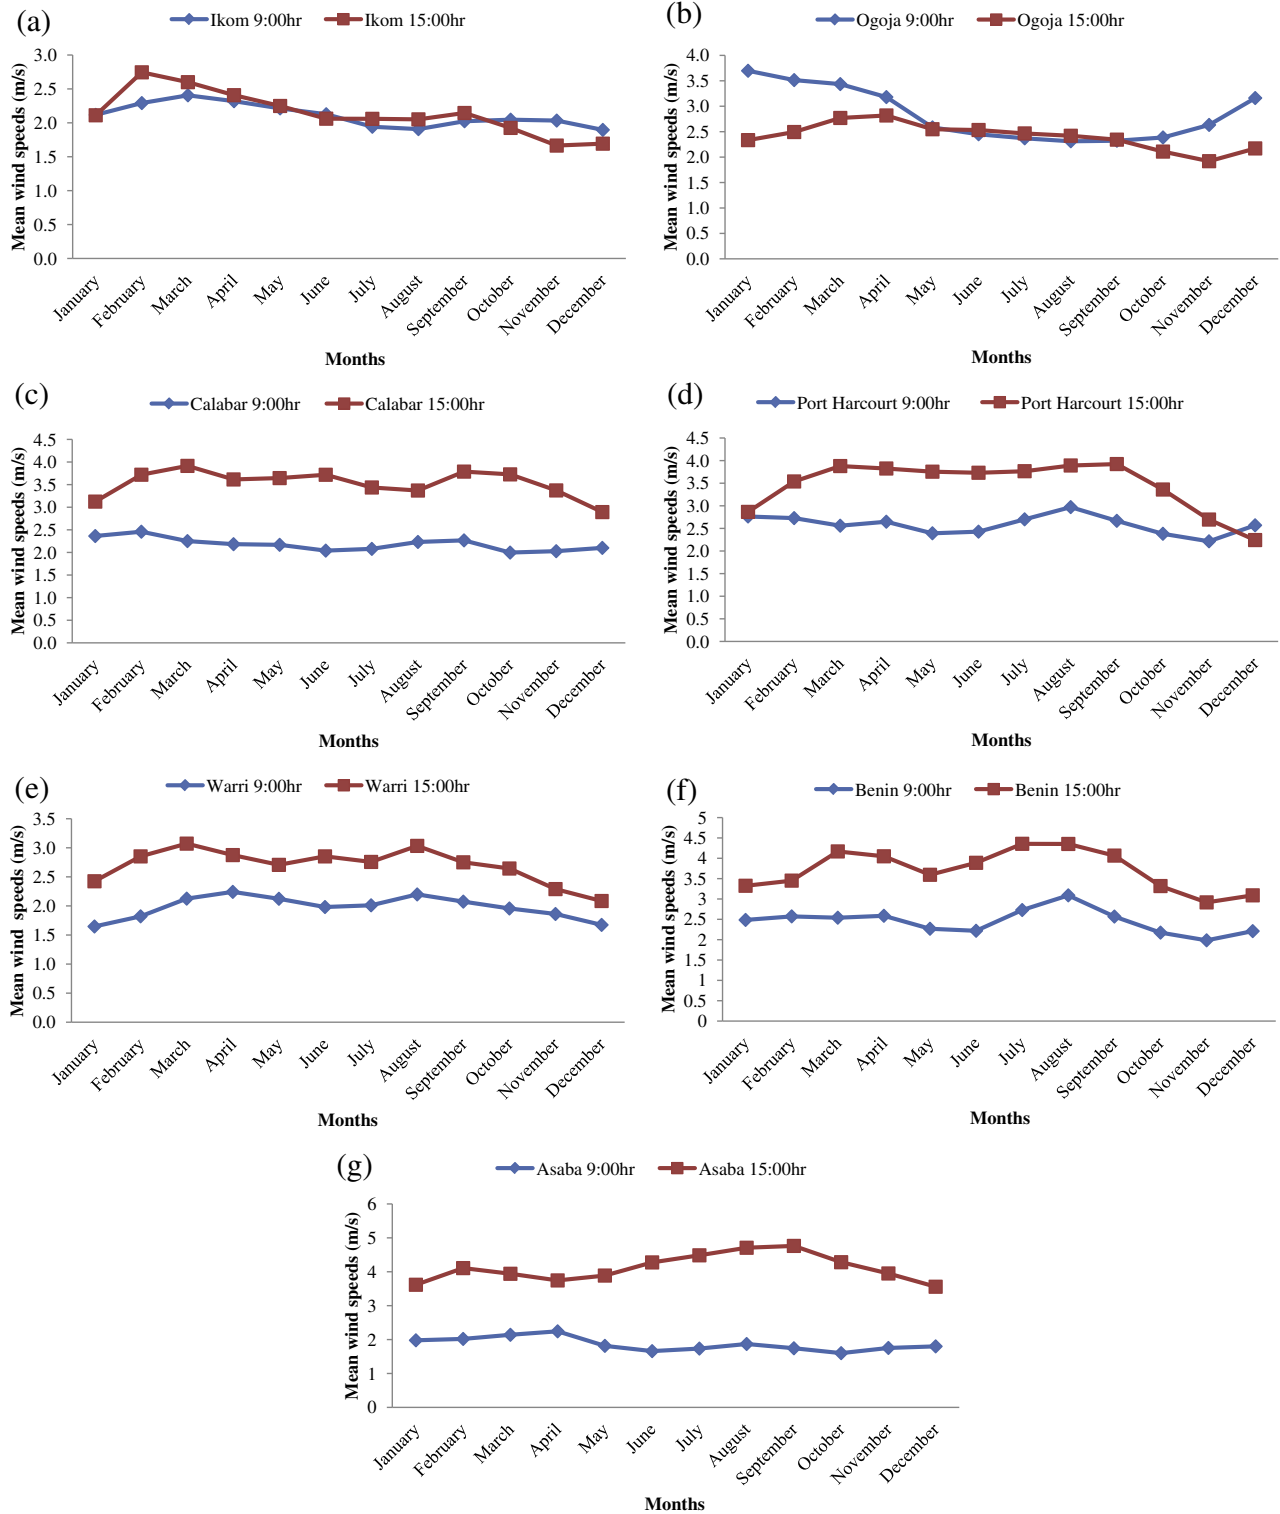 (a)
Ikom 9:00hr Ikom 15:00hr
Mean wind speeds (m/s)
3.0
2.5
2.0
1.5
1.0
0.5
0.0
January February March April May June July August September October November December
Months
(b)
Ogoja 9:00hr Ogoja 15:00hr
Mean wind speeds (m/s)
4.0
3.5
3.0
2.5
2.0
1.5
1.0
0.5
0.0
January February March April May June July August September October November December
Months
(c)
Calabar 9:00hr Calabar 15:00hr
Mean wind speeds (m/s)
4.5
4.0
3.5
3.0
2.5
2.0
1.5
1.0
0.5
0.0
January February March April May June July August September October November December
Months
(d)
Port Harcourt 9:00hr Port Harcourt 15:00hr
Mean wind speeds (m/s)
4.5
4.0
3.5
3.0
2.5
2.0
1.5
1.0
0.5
0.0
January February March April May June July August September October November December
Months
(e)
Warri 9:00hr Warri 15:00hr
Mean wind speeds (m/s)
3.5
3.0
2.5
2.0
1.5
1.0
0.5
0.0
January February March April May June July August September October November December
Months
(f)
Benin 9:00hr Benin 15:00hr
Mean wind speeds (m/s)
5
4.5
4
3.5
3
2.5
2
1.5
1
0.5
0
January February March April May June July August September October November December
Months
(g)
Asaba 9:00hr Asaba 15:00hr
Mean wind speeds (m/s)
6
5
4
3
2
1
0
January February March April May June July August September October November December
Months